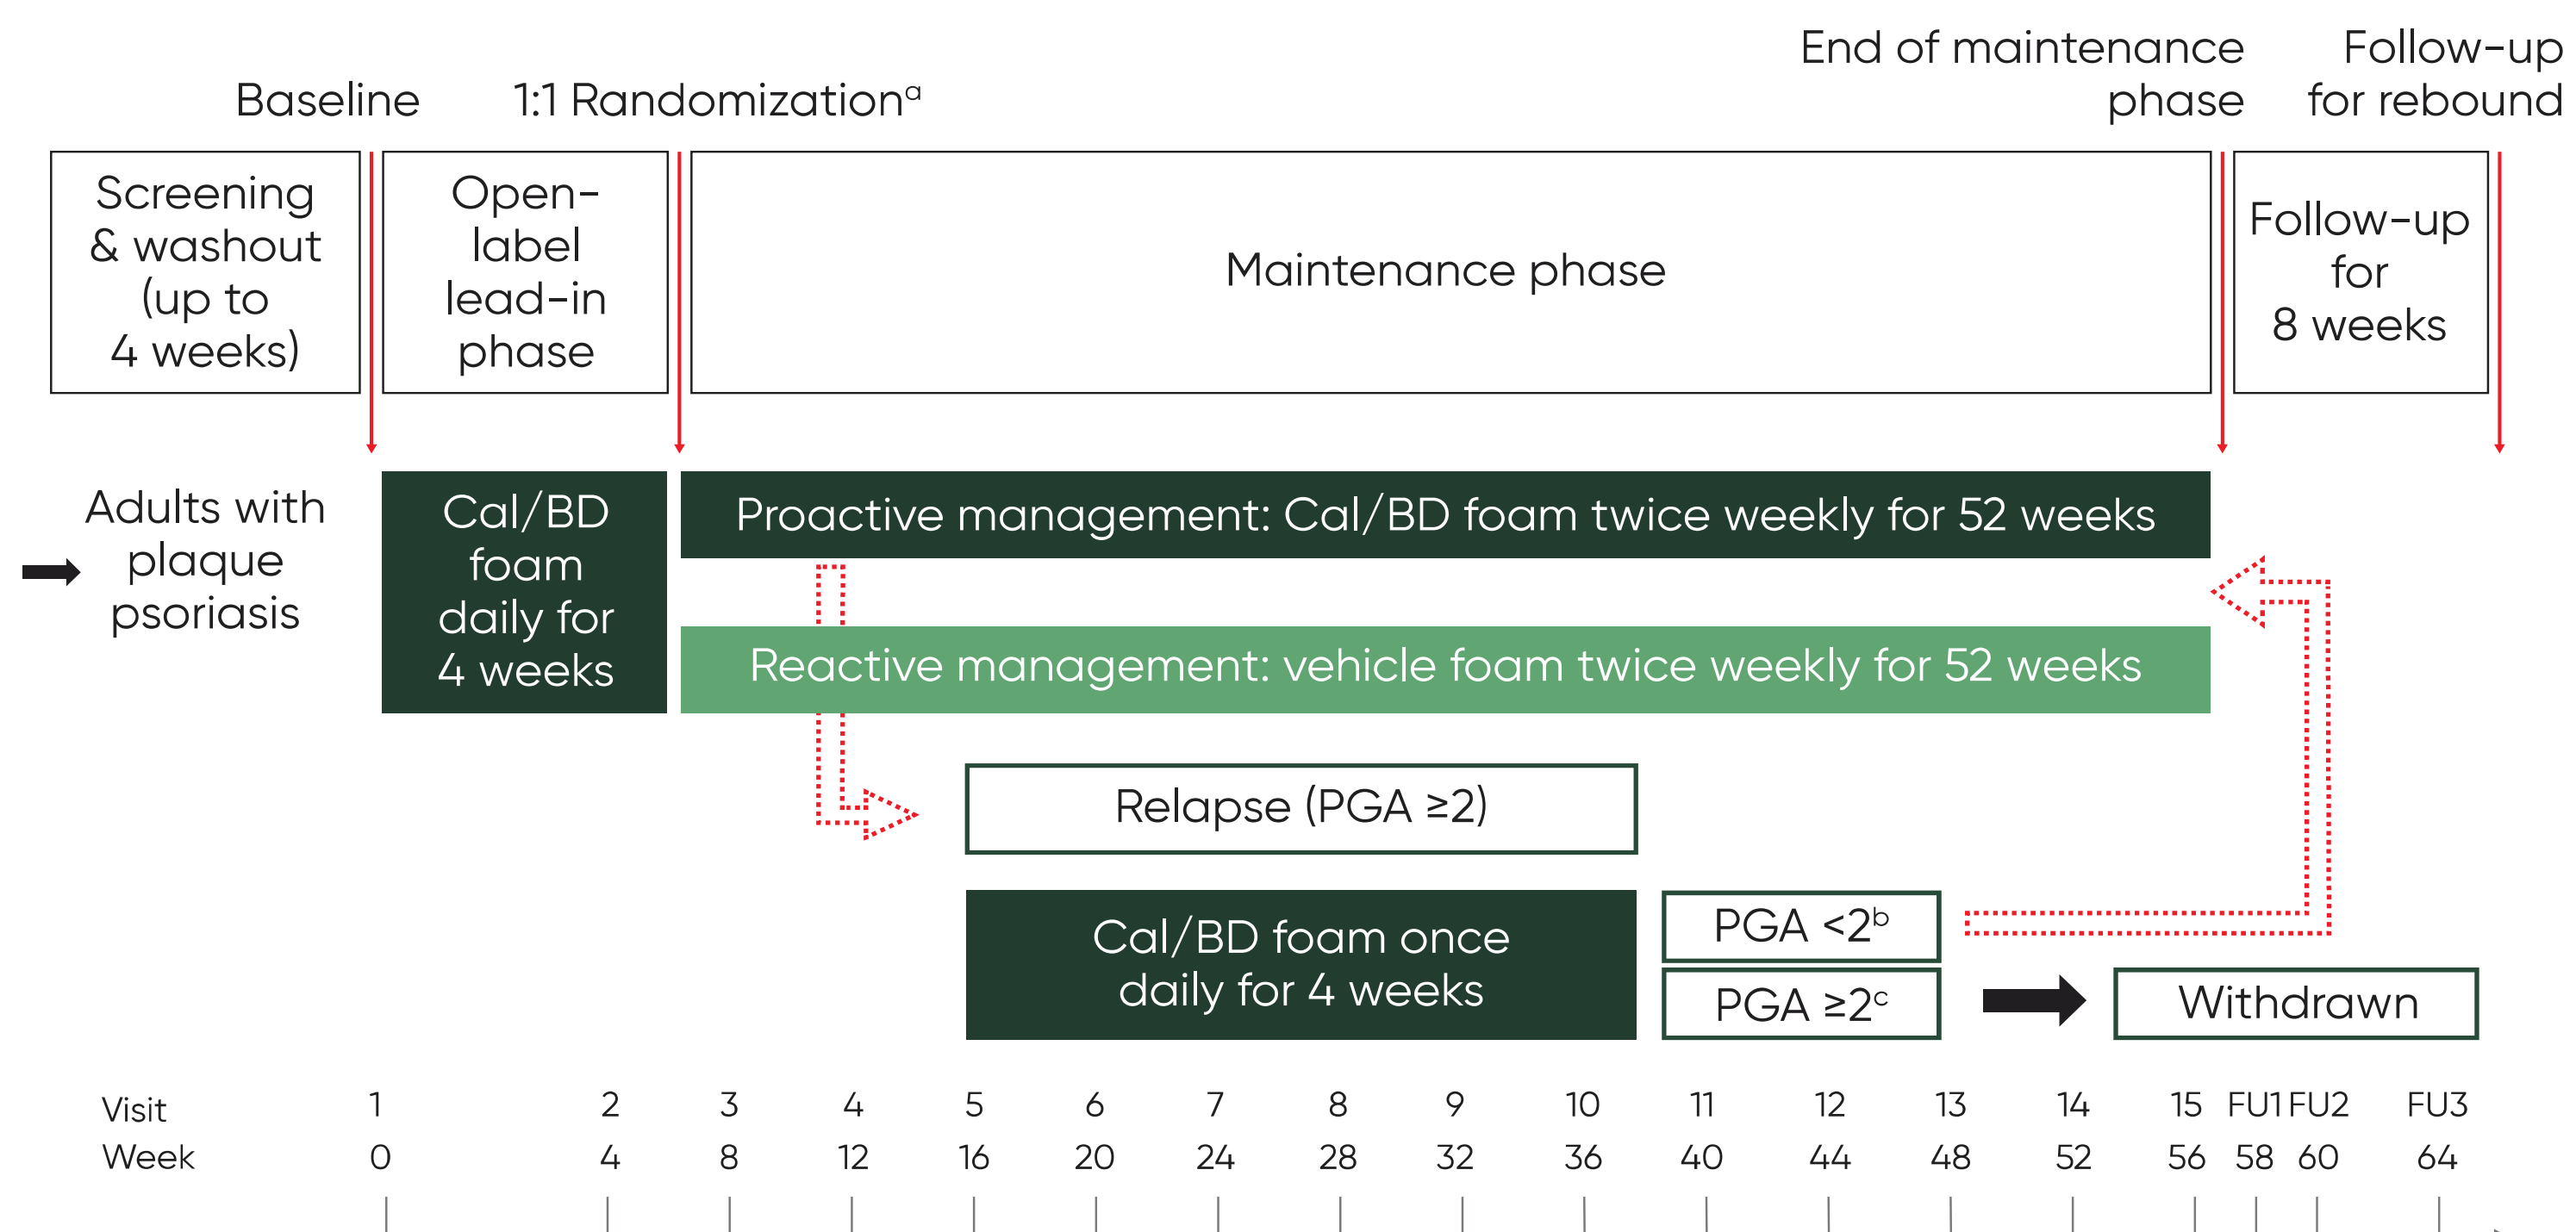 End of maintenance
phase
Follow-up
for rebound
Baseline
1:1 Randomizationᵃ
Screening
& washout
(up to
4 weeks)
Open-
label
lead-in
phase
Maintenance phase
Follow-up
for
8 weeks
Adults with
plaque
psoriasis
Cal/BD
foam
daily for
4 weeks
Proactive management: Cal/BD foam twice weekly for 52 weeks
Reactive management: vehicle foam twice weekly for 52 weeks
Relapse (PGA ≥2)
Cal/BD foam once
daily for 4 weeks
PGA <2ᵇ
PGA ≥2ᶜ
Withdrawn
Visit 1 2 3 4 5 6 7 8 9 10 11 12 13 14 15 FU1 FU2 FU3
Week 0 4 8 12 16 20 24 28 32 36 40 44 48 52 56 58 60 64